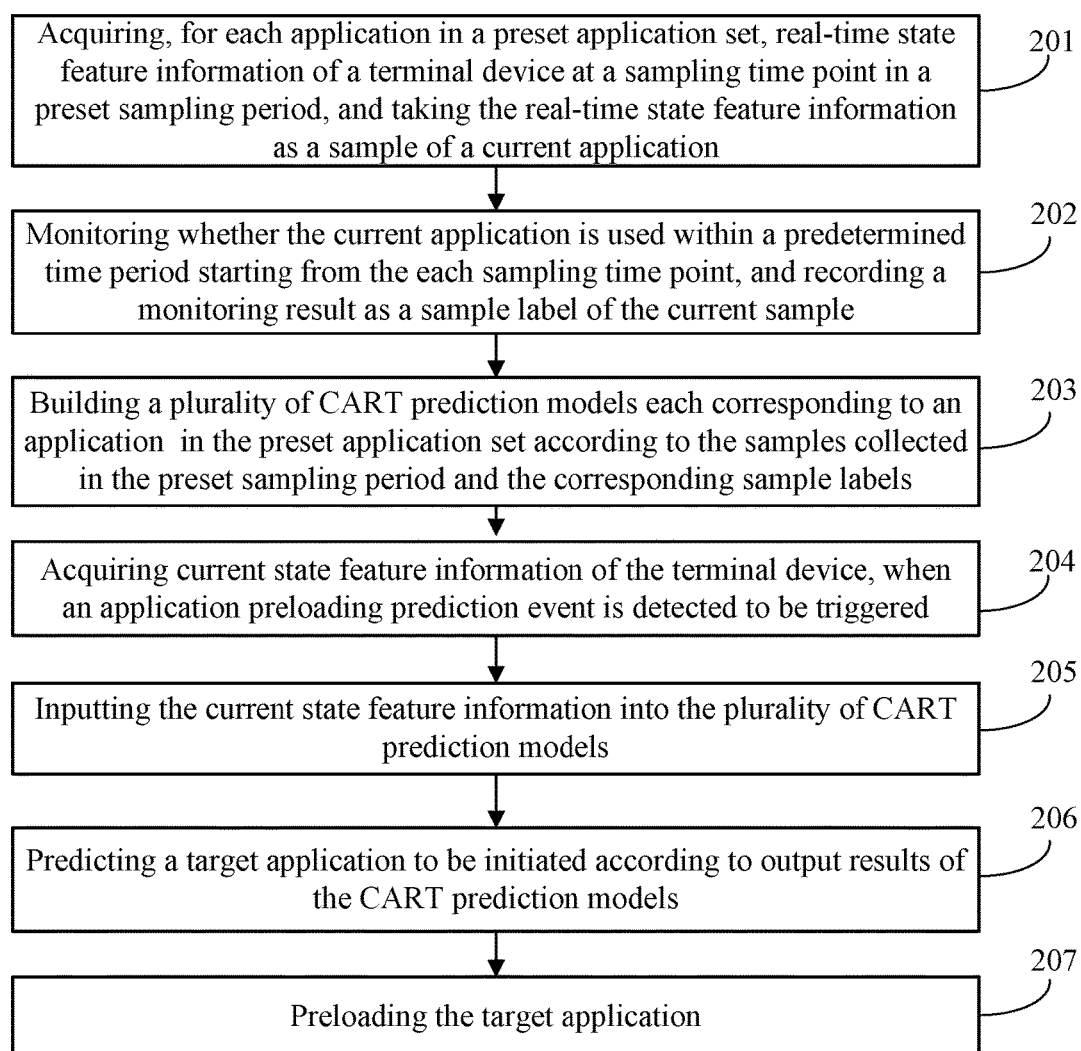 Acquiring, for each application in a preset application set, real-time state
feature information of a terminal device at a sampling time point in a
preset sampling period, and taking the real-time state feature information
as a sample of a current application
201
Monitoring whether the current application is used within a predetermined
time period starting from the each sampling time point, and recording a
monitoring result as a sample label of the current sample
202
Building a plurality of CART prediction models each corresponding to an
application in the preset application set according to the samples collected
in the preset sampling period and the corresponding sample labels
203
Acquiring current state feature information of the terminal device, when
an application preloading prediction event is detected to be triggered
204
Inputting the current state feature information into the plurality of CART
prediction models
205
Predicting a target application to be initiated according to output results of
the CART prediction models
206
Preloading the target application
207